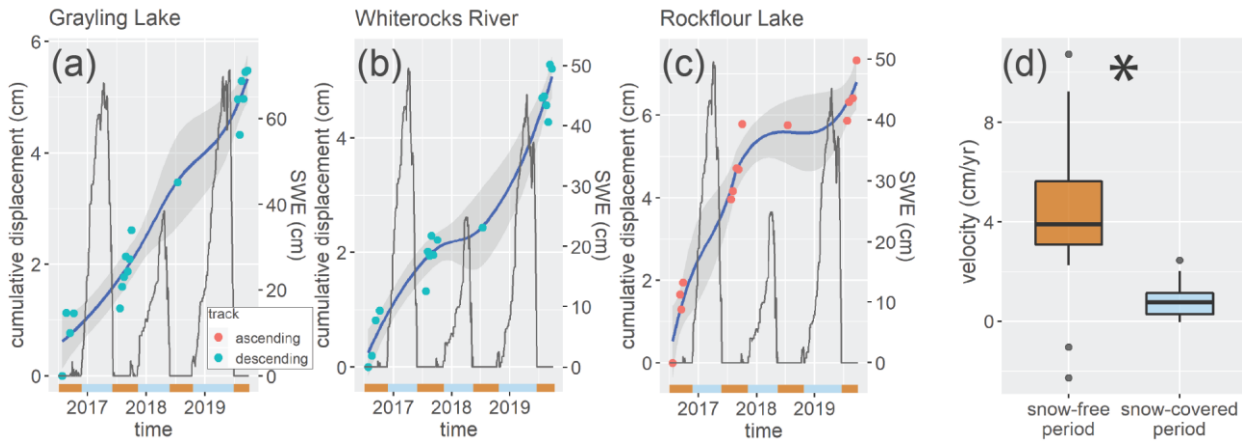 Grayling Lake
Whiterocks River
Rockflour Lake
(a)
cumulative displacement (cm)
6
4
2
0
SWE (cm)
60
40
20
0
track
ascending
descending
2017 2018 2019
time
(b)
cumulative displacement (cm)
4
2
0
SWE (cm)
50
40
30
20
10
0
2017 2018 2019
time
(c)
cumulative displacement (cm)
6
4
2
0
SWE (cm)
50
40
30
20
10
0
2017 2018 2019
time
(d)
*
velocity (cm/yr)
8
4
0
snow-free
period
snow-covered
period